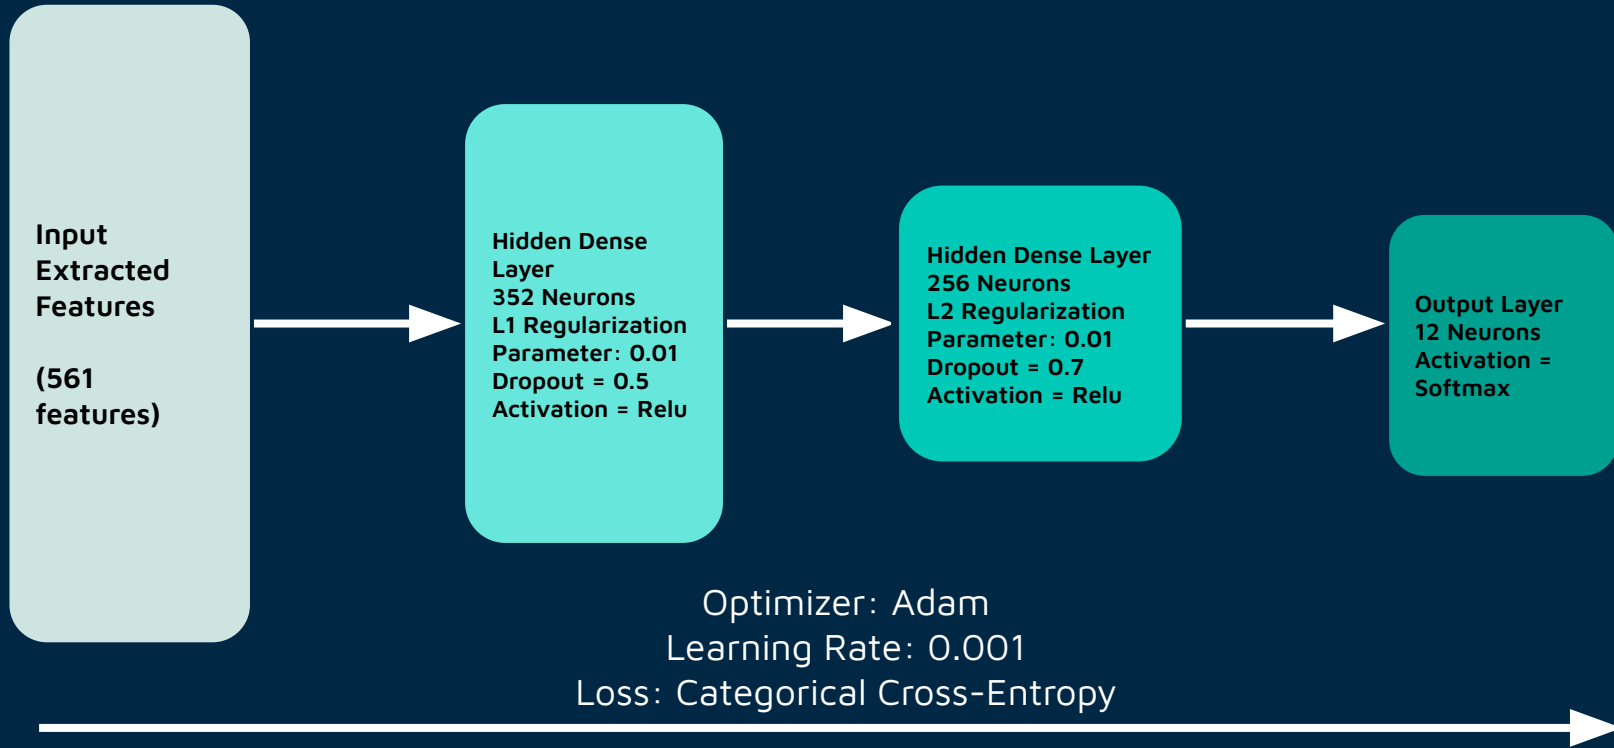 Input
Extracted
Features
(561
features)
Hidden Dense
Layer
352 Neurons
L1 Regularization
Parameter: 0.01
Dropout = 0.5
Activation = Relu
Hidden Dense Layer
256 Neurons
L2 Regularization
Parameter: 0.01
Dropout = 0.7
Activation = Relu
Output Layer
12 Neurons
Activation =
Softmax
Optimizer: Adam
Learning Rate: 0.001
Loss: Categorical Cross-Entropy